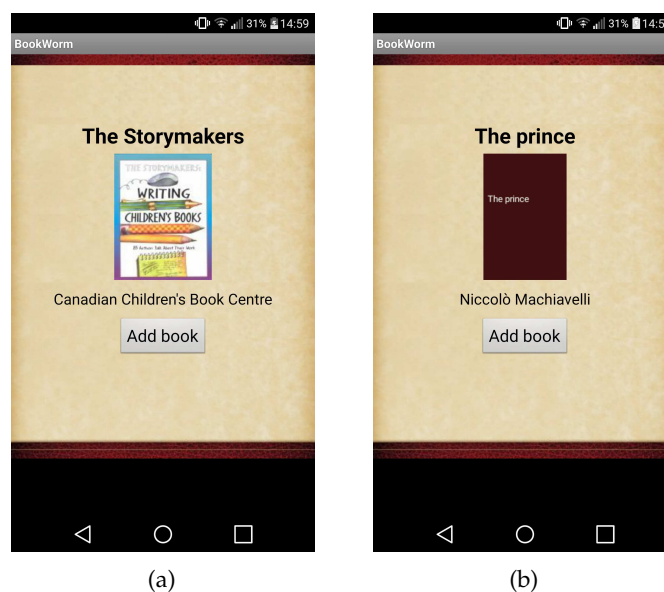 31% 14:59
BookWorm
The Storymakers
THE STORYMAKERS:
WRITING
CHILDREN'S BOOKS
Canadian Children's Book Centre
Add book
(a)
31% 14:5
BookWorm
The prince
The prince
Niccolò Machiavelli
Add book
(b)